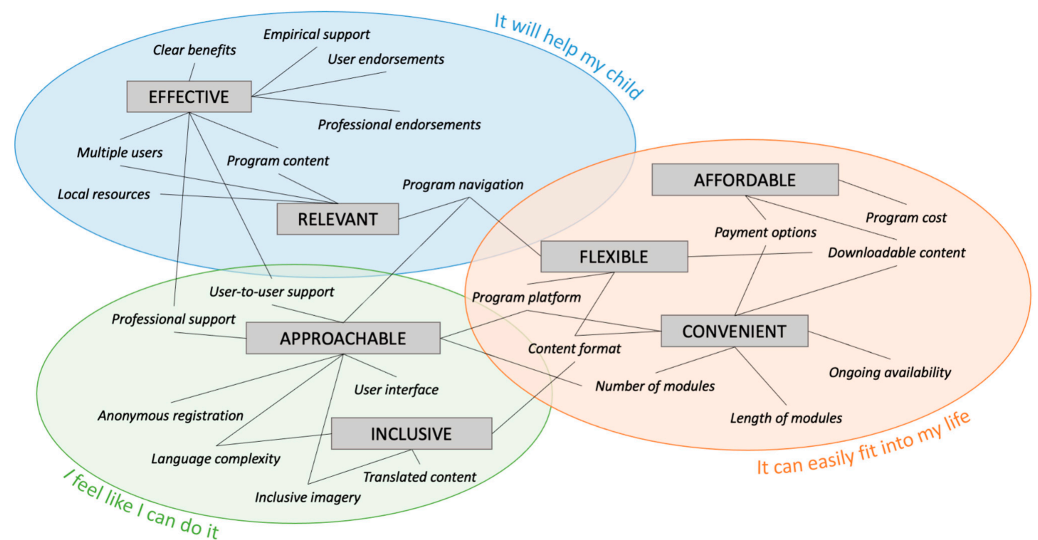 It will help my child
Empirical support
Clear benefits
User endorsements
EFFECTIVE
Professional endorsements
Multiple users
Program content
Local resources
Program navigation
RELEVANT
AFFORDABLE
Program cost
Payment options
FLEXIBLE
Downloadable content
User-to-user support
Program platform
Professional support
APPROACHABLE
CONVENIENT
Content format
Ongoing availability
User interface
Number of modules
Anonymous registration
Length of modules
INCLUSIVE
Language complexity
Translated content
Inclusive imagery
It can easily fit into my life
I feel like I can do it